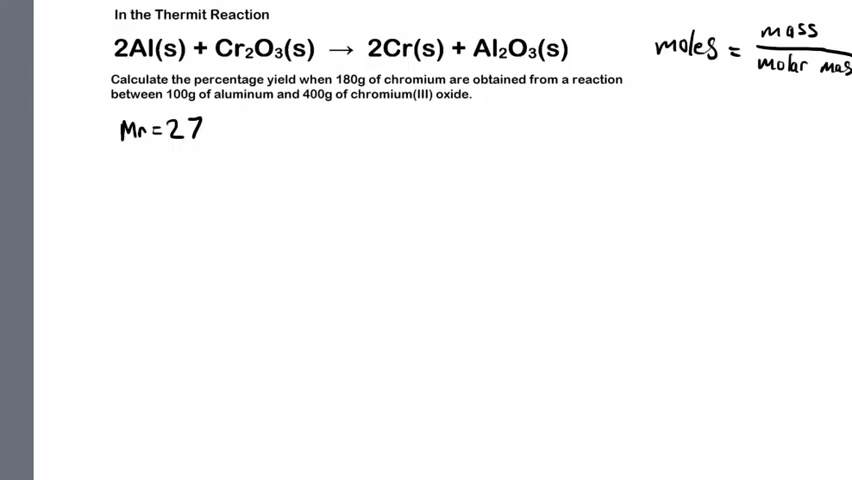 In the Thermit Reaction
2Al(s) + Cr₂O₃(s) → 2Cr(s) + Al₂O₃(s)
Calculate the percentage yield when 180g of chromium are obtained from a reaction
between 100g of aluminum and 400g of chromium(III) oxide.
moles = mass
molar mas
Mr = 27